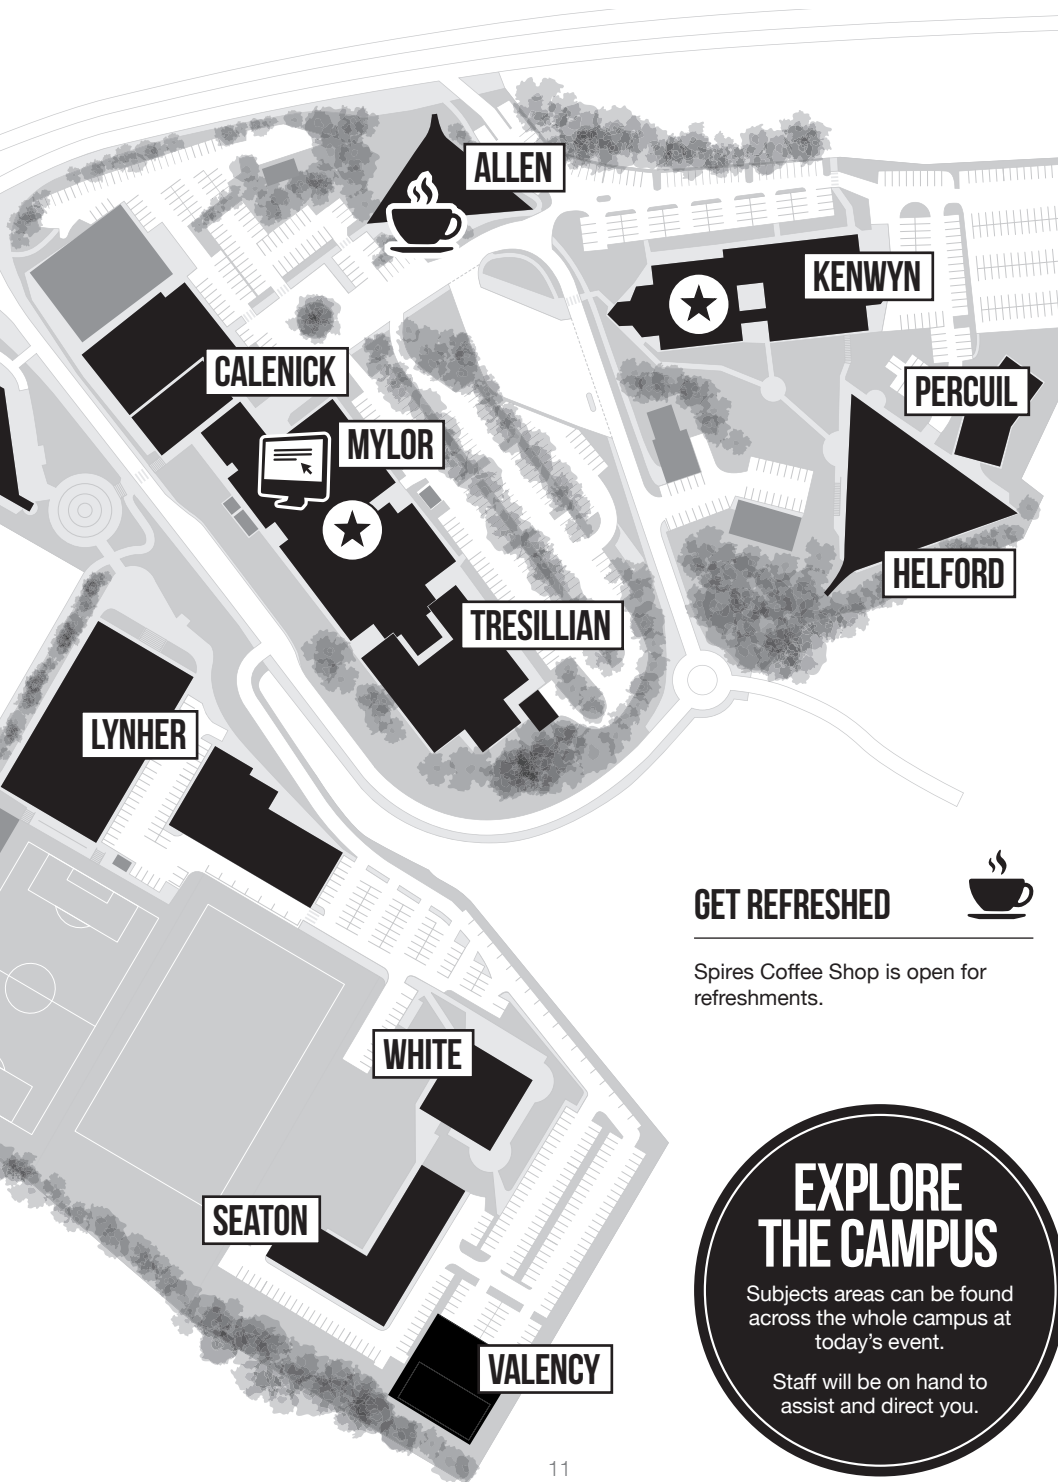 ALLEN
KENWYN
CALENICK
PERCUIL
MYLOR
HELFORD
TRESILLIAN
LYNHER
GET REFRESHED
Spires Coffee Shop is open for
refreshments.
WHITE
SEATON
EXPLORE
THE CAMPUS
Subjects areas can be found
across the whole campus at
today's event.
Staff will be on hand to
assist and direct you.
VALENCY
11